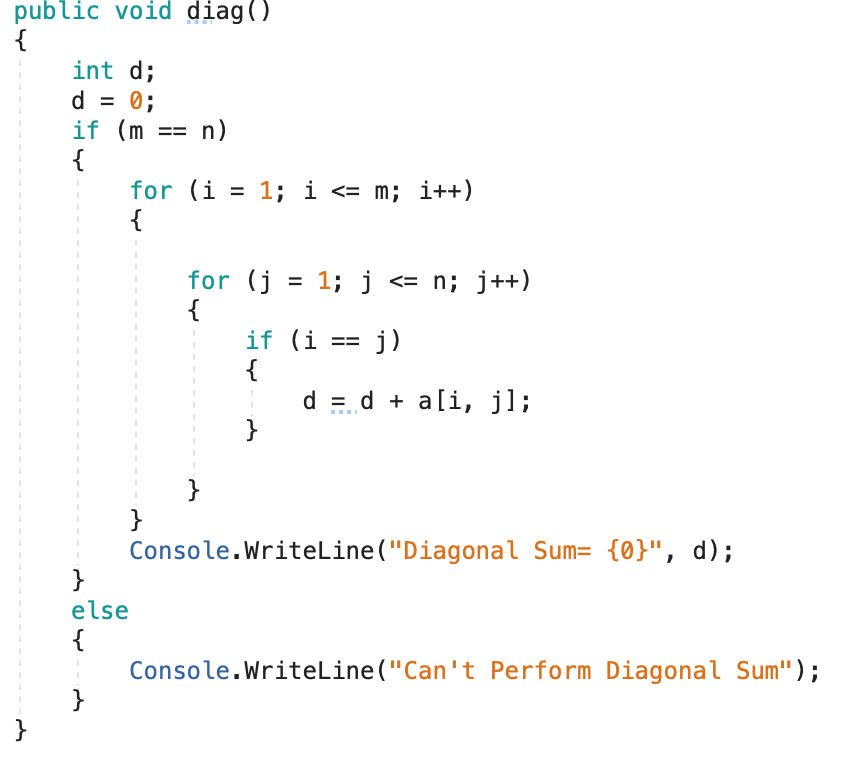 public void diag()
{
    int d;
    d = 0;
    if (m == n)
    {
        for (i = 1; i <= m; i++)
        {

            for (j = 1; j <= n; j++)
            {
                if (i == j)
                {
                    d = d + a[i, j];
                }

            }
        }
        Console.WriteLine("Diagonal Sum= {0}", d);
    }
    else
    {
        Console.WriteLine("Can't Perform Diagonal Sum");
    }
}